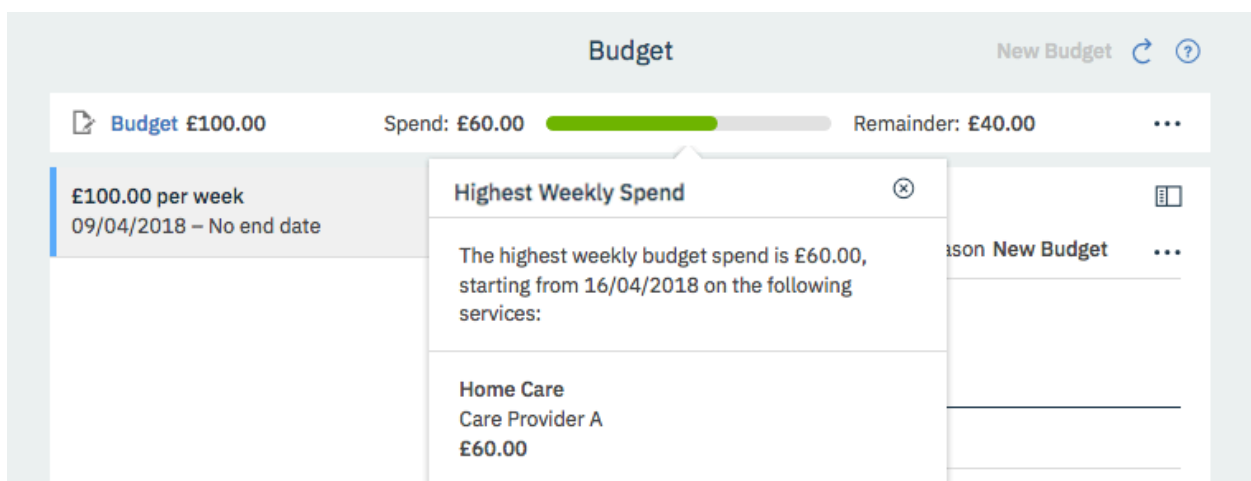 Budget
New Budget
Budget £100.00 Spend: £60.00 Remainder: £40.00
£100.00 per week
09/04/2018 – No end date
Highest Weekly Spend
The highest weekly budget spend is £60.00,
starting from 16/04/2018 on the following
services:
Home Care
Care Provider A
£60.00
New Budget